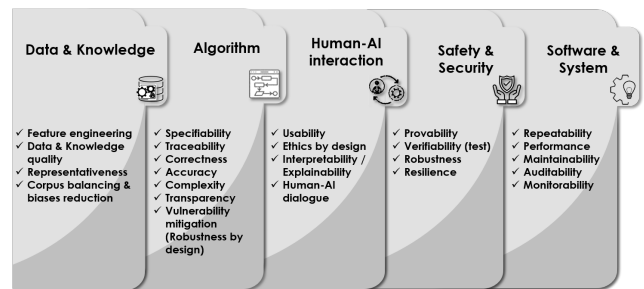 Data & Knowledge
Algorithm
Human-AI
interaction
Safety &
Security
Software &
System
✓ Feature engineering
✓ Data & Knowledge
quality
✓ Representativeness
✓ Corpus balancing &
biases reduction
✓ Specifiability
✓ Traceability
✓ Correctness
✓ Accuracy
✓ Complexity
✓ Transparency
✓ Vulnerability
mitigation
(Robustness by
design)
✓ Usability
✓ Ethics by design
✓ Interpretability /
Explainability
✓ Human-AI
dialogue
✓ Provability
✓ Verifiability (test)
✓ Robustness
✓ Resilience
✓ Repeatability
✓ Performance
✓ Maintainability
✓ Auditability
✓ Monitorability